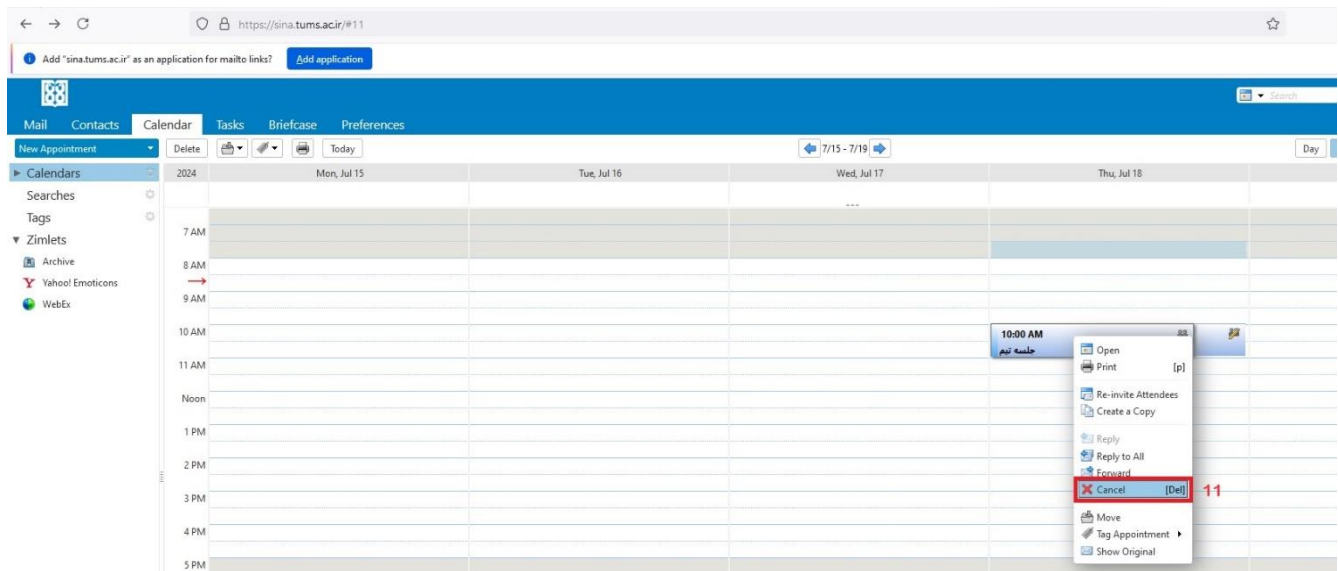 https://sina.tums.ac.ir/#11
Add "sina.tums.ac.ir" as an application for mailto links? Add application
Search
Mail Contacts Calendar Tasks Briefcase Preferences
New Appointment Delete Today 7/15 - 7/19 Day
Calendars 2024 Mon, Jul 15 Tue, Jul 16 Wed, Jul 17 Thu, Jul 18
Searches
Tags
Zimlets
Archive
Yahoo! Emoticons
WebEx
7 AM
8 AM
9 AM
10 AM
11 AM
Noon
1 PM
2 PM
3 PM
4 PM
5 PM
10:00 AM
جلسه تیم
Open
Print [p]
Re-invite Attendees
Create a Copy
Reply
Reply to All
Forward
Cancel [Del] 11
Move
Tag Appointment
Show Original